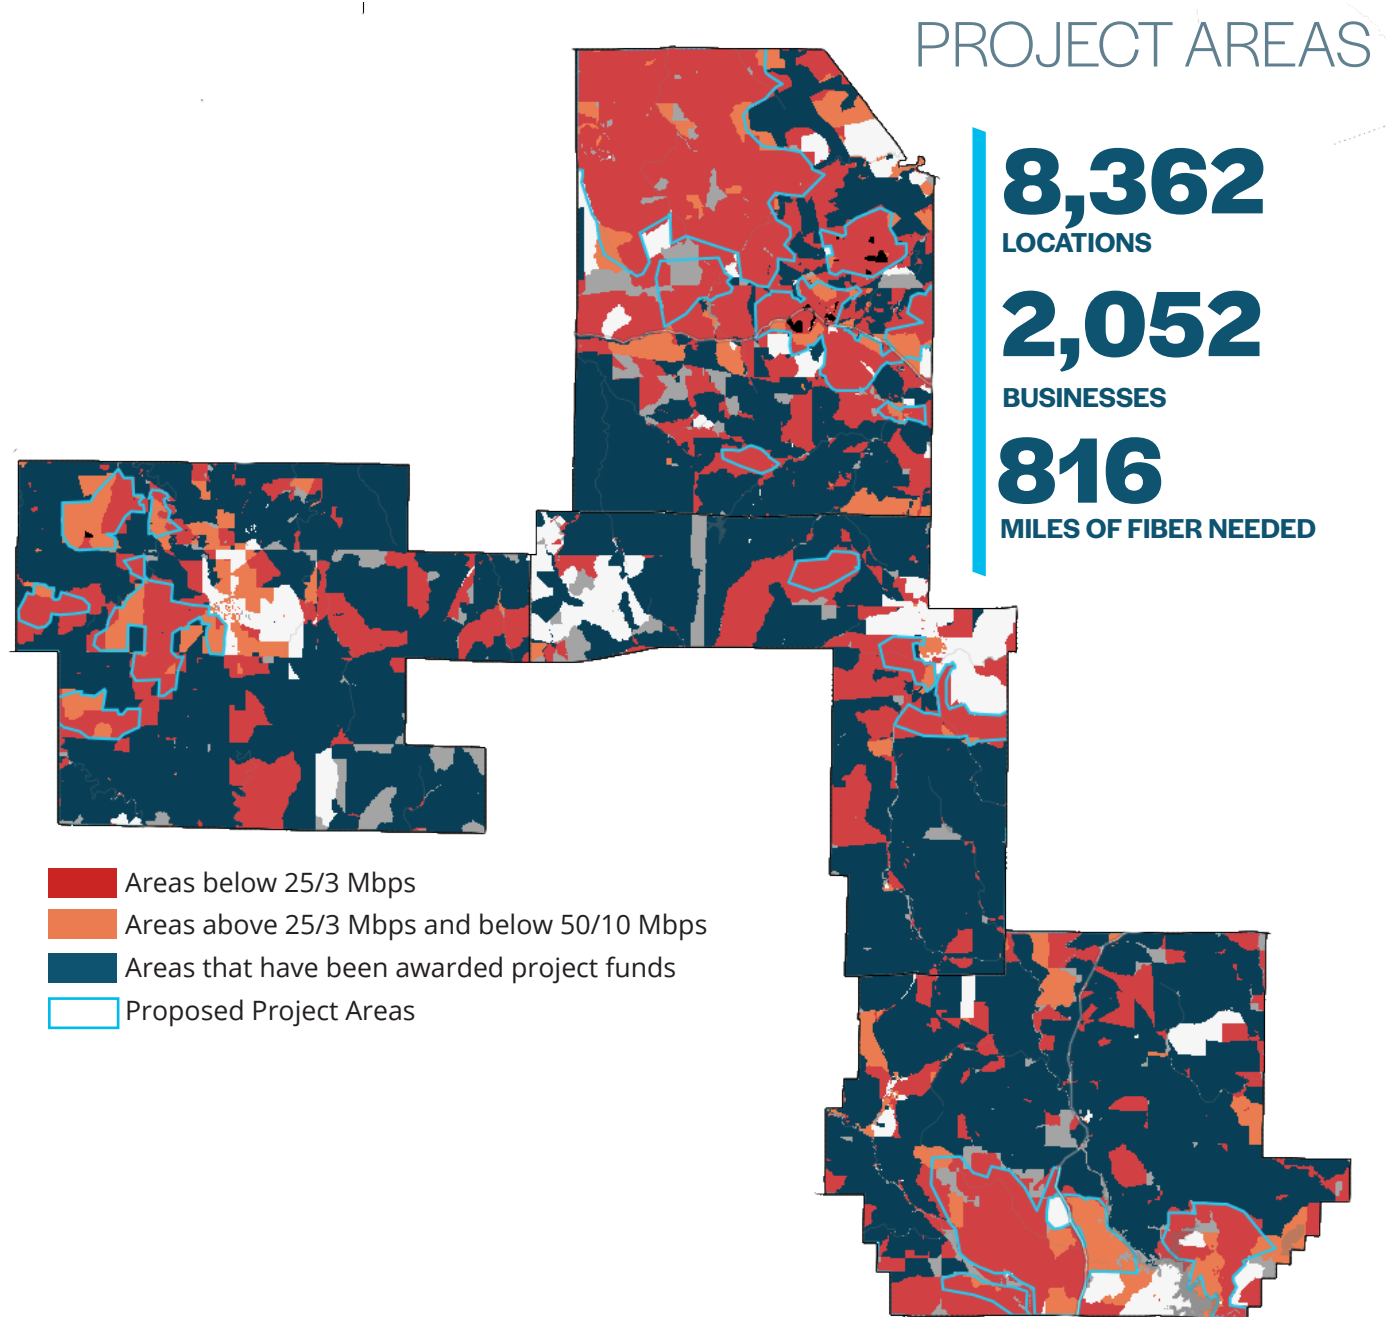 PROJECT AREAS
8,362
LOCATIONS
2,052
BUSINESSES
816
MILES OF FIBER NEEDED
Areas below 25/3 Mbps
Areas above 25/3 Mbps and below 50/10 Mbps
Areas that have been awarded project funds
Proposed Project Areas